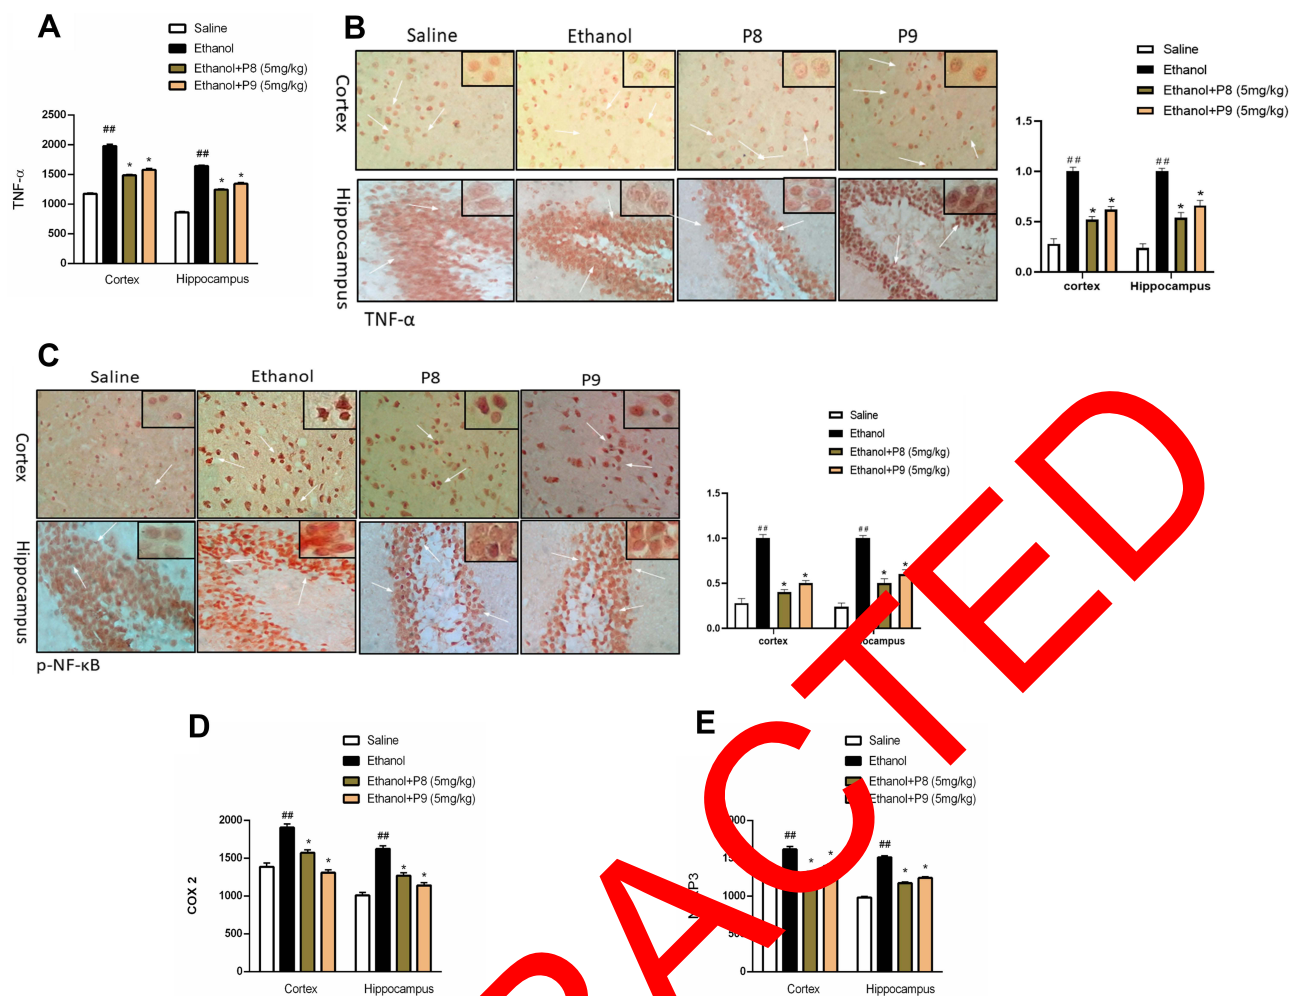 A
Saline
Ethanol
Ethanol+P8 (5mg/kg)
Ethanol+P9 (5mg/kg)
2500
2000
1500
1000
500
0
TNF-α
##
*
*
##
*
*
Cortex
Hippocampus
B
Saline
Ethanol
P8
P9
Cortex
Hippocampus
TNF-α
Saline
Ethanol
Ethanol+P8 (5mg/kg)
Ethanol+P9 (5mg/kg)
1.5
1.0
0.5
0.0
##
*
*
##
*
*
cortex
Hippocampus
C
Saline
Ethanol
P8
P9
Cortex
Hippocampus
p-NF-κB
Saline
Ethanol
Ethanol+P8 (5mg/kg)
Ethanol+P9 (5mg/kg)
1.5
1.0
0.5
0.0
##
*
*
##
*
*
cortex
D
Saline
Ethanol
Ethanol+P8 (5mg/kg)
Ethanol+P9 (5mg/kg)
2000
1500
1000
500
0
COX 2
##
*
*
##
*
*
Cortex
Hippocampus
E
Saline
Ethanol
Ethanol+P8 (5mg/kg)
Ethanol+P9 (5mg/kg)
1000
0
##
*
*
##
*
*
Cortex
Hippocampus
RACTED